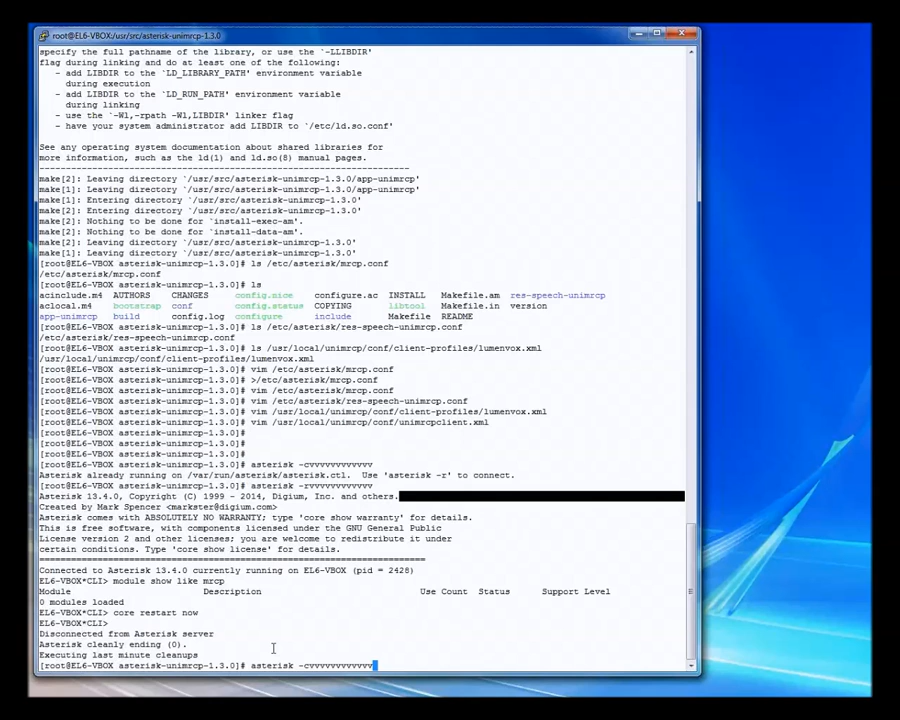 root@EL6-VBOX:/usr/src/asterisk-unimrcp-1.3.0
specify the full pathname of the library, or use the `-LLIBDIR'
flag during linking and do at least one of the following:
- add LIBDIR to the `LD_LIBRARY_PATH' environment variable
during execution
- add LIBDIR to the `LD_RUN_PATH' environment variable
during linking
- use the `-Wl,-rpath -Wl,LIBDIR' linker flag
- have your system administrator add LIBDIR to `/etc/ld.so.conf'
See any operating system documentation about shared libraries for
more information, such as the ld(1) and ld.so(8) manual pages.
----------------------------------------------------------------------
make[2]: Leaving directory `/usr/src/asterisk-unimrcp-1.3.0/app-unimrcp'
make[1]: Leaving directory `/usr/src/asterisk-unimrcp-1.3.0/app-unimrcp'
make[1]: Entering directory `/usr/src/asterisk-unimrcp-1.3.0'
make[2]: Entering directory `/usr/src/asterisk-unimrcp-1.3.0'
make[2]: Nothing to be done for `install-exec-am'.
make[2]: Nothing to be done for `install-data-am'.
make[2]: Leaving directory `/usr/src/asterisk-unimrcp-1.3.0'
make[1]: Leaving directory `/usr/src/asterisk-unimrcp-1.3.0'
[root@EL6-VBOX asterisk-unimrcp-1.3.0]# ls /etc/asterisk/mrcp.conf
/etc/asterisk/mrcp.conf
[root@EL6-VBOX asterisk-unimrcp-1.3.0]# ls
acinclude.m4 AUTHORS CHANGES config.nice configure.ac INSTALL Makefile.am res-speech-unimrcp
aclocal.m4 bootstrap conf config.status COPYING libtool Makefile.in version
app-unimrcp build config.log configure include Makefile README
[root@EL6-VBOX asterisk-unimrcp-1.3.0]# ls /etc/asterisk/res-speech-unimrcp.conf
/etc/asterisk/res-speech-unimrcp.conf
[root@EL6-VBOX asterisk-unimrcp-1.3.0]# ls /usr/local/unimrcp/conf/client-profiles/lumenvox.xml
/usr/local/unimrcp/conf/client-profiles/lumenvox.xml
[root@EL6-VBOX asterisk-unimrcp-1.3.0]# vim /etc/asterisk/mrcp.conf
[root@EL6-VBOX asterisk-unimrcp-1.3.0]# >/etc/asterisk/mrcp.conf
[root@EL6-VBOX asterisk-unimrcp-1.3.0]# vim /etc/asterisk/mrcp.conf
[root@EL6-VBOX asterisk-unimrcp-1.3.0]# vim /etc/asterisk/res-speech-unimrcp.conf
[root@EL6-VBOX asterisk-unimrcp-1.3.0]# vim /usr/local/unimrcp/conf/client-profiles/lumenvox.xml
[root@EL6-VBOX asterisk-unimrcp-1.3.0]# vim /usr/local/unimrcp/conf/unimrcpclient.xml
[root@EL6-VBOX asterisk-unimrcp-1.3.0]#
[root@EL6-VBOX asterisk-unimrcp-1.3.0]#
[root@EL6-VBOX asterisk-unimrcp-1.3.0]#
[root@EL6-VBOX asterisk-unimrcp-1.3.0]# asterisk -cvvvvvvvvvvvv
Asterisk already running on /var/run/asterisk/asterisk.ctl. Use 'asterisk -r' to connect.
[root@EL6-VBOX asterisk-unimrcp-1.3.0]# asterisk -rvvvvvvvvvvvv
Asterisk 13.4.0, Copyright (C) 1999 - 2014, Digium, Inc. and others.
Created by Mark Spencer <markster@digium.com>
Asterisk comes with ABSOLUTELY NO WARRANTY; type 'core show warranty' for details.
This is free software, with components licensed under the GNU General Public
License version 2 and other licenses; you are welcome to redistribute it under
certain conditions. Type 'core show license' for details.
=========================================================================
Connected to Asterisk 13.4.0 currently running on EL6-VBOX (pid = 2428)
EL6-VBOX*CLI> module show like mrcp
Module Description Use Count Status Support Level
0 modules loaded
EL6-VBOX*CLI> core restart now
EL6-VBOX*CLI>
Disconnected from Asterisk server
Asterisk cleanly ending (0).
Executing last minute cleanups
[root@EL6-VBOX asterisk-unimrcp-1.3.0]# asterisk -cvvvvvvvvvvvv